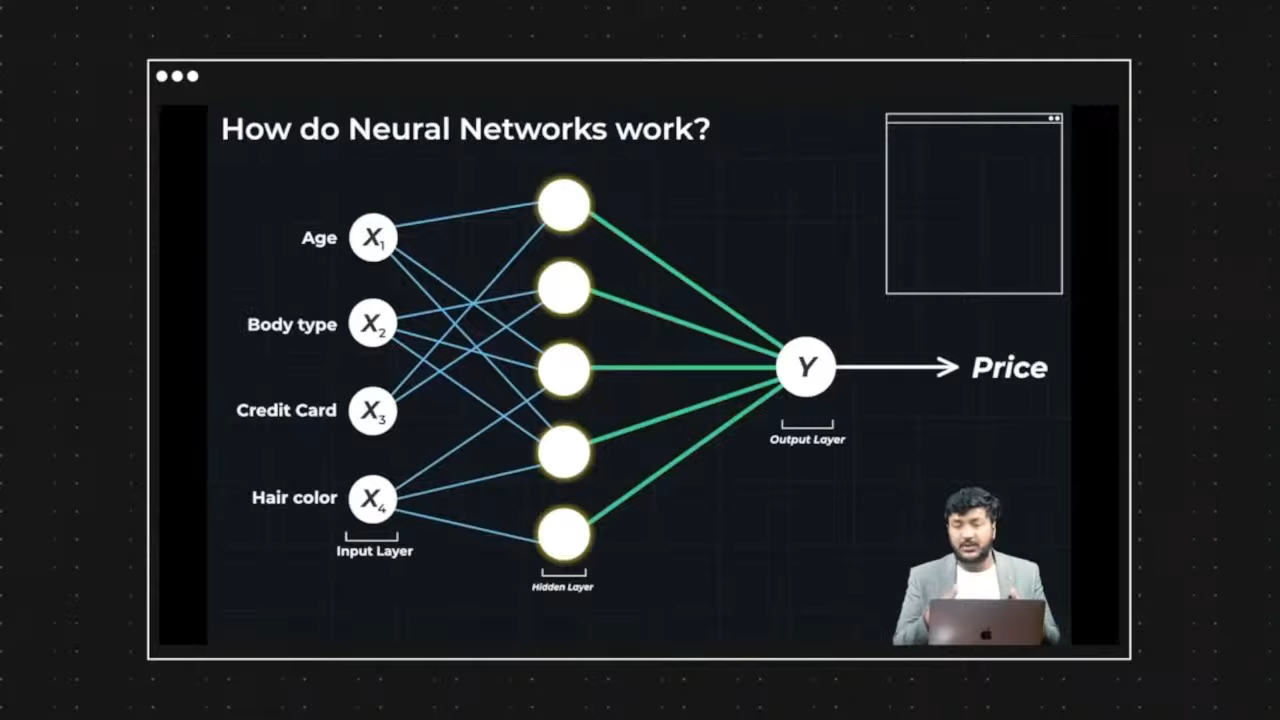 How do Neural Networks work?
Age
X1
Body type
X2
Credit Card
X3
Hair color
X4
Input Layer
Hidden Layer
Y
Output Layer
Price